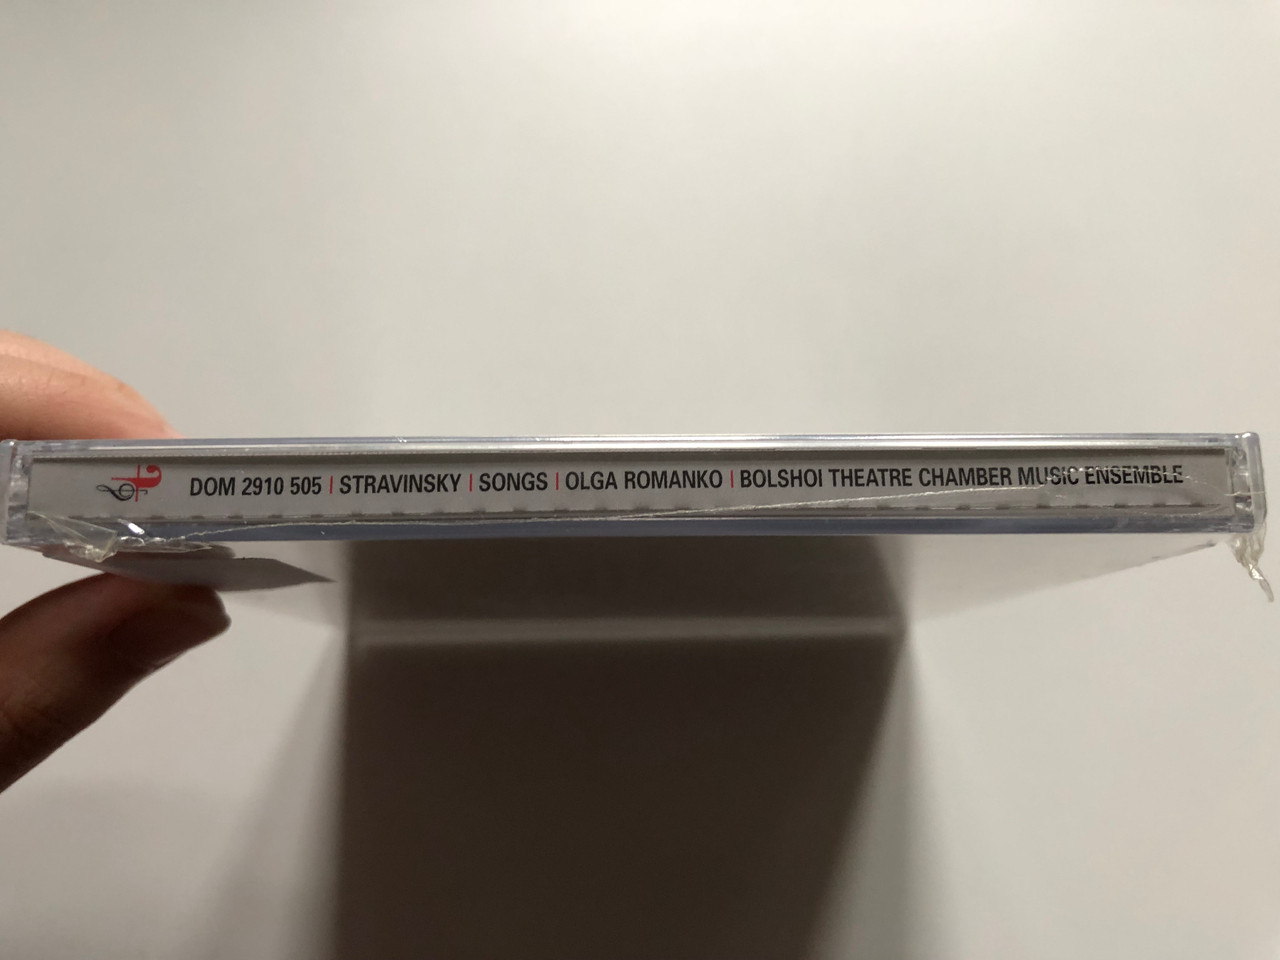 DOM 2910 505 | STRAVINSKY | SONGS | OLGA ROMANKO | BOLSHOI THEATRE CHAMBER MUSIC ENSEMBLE